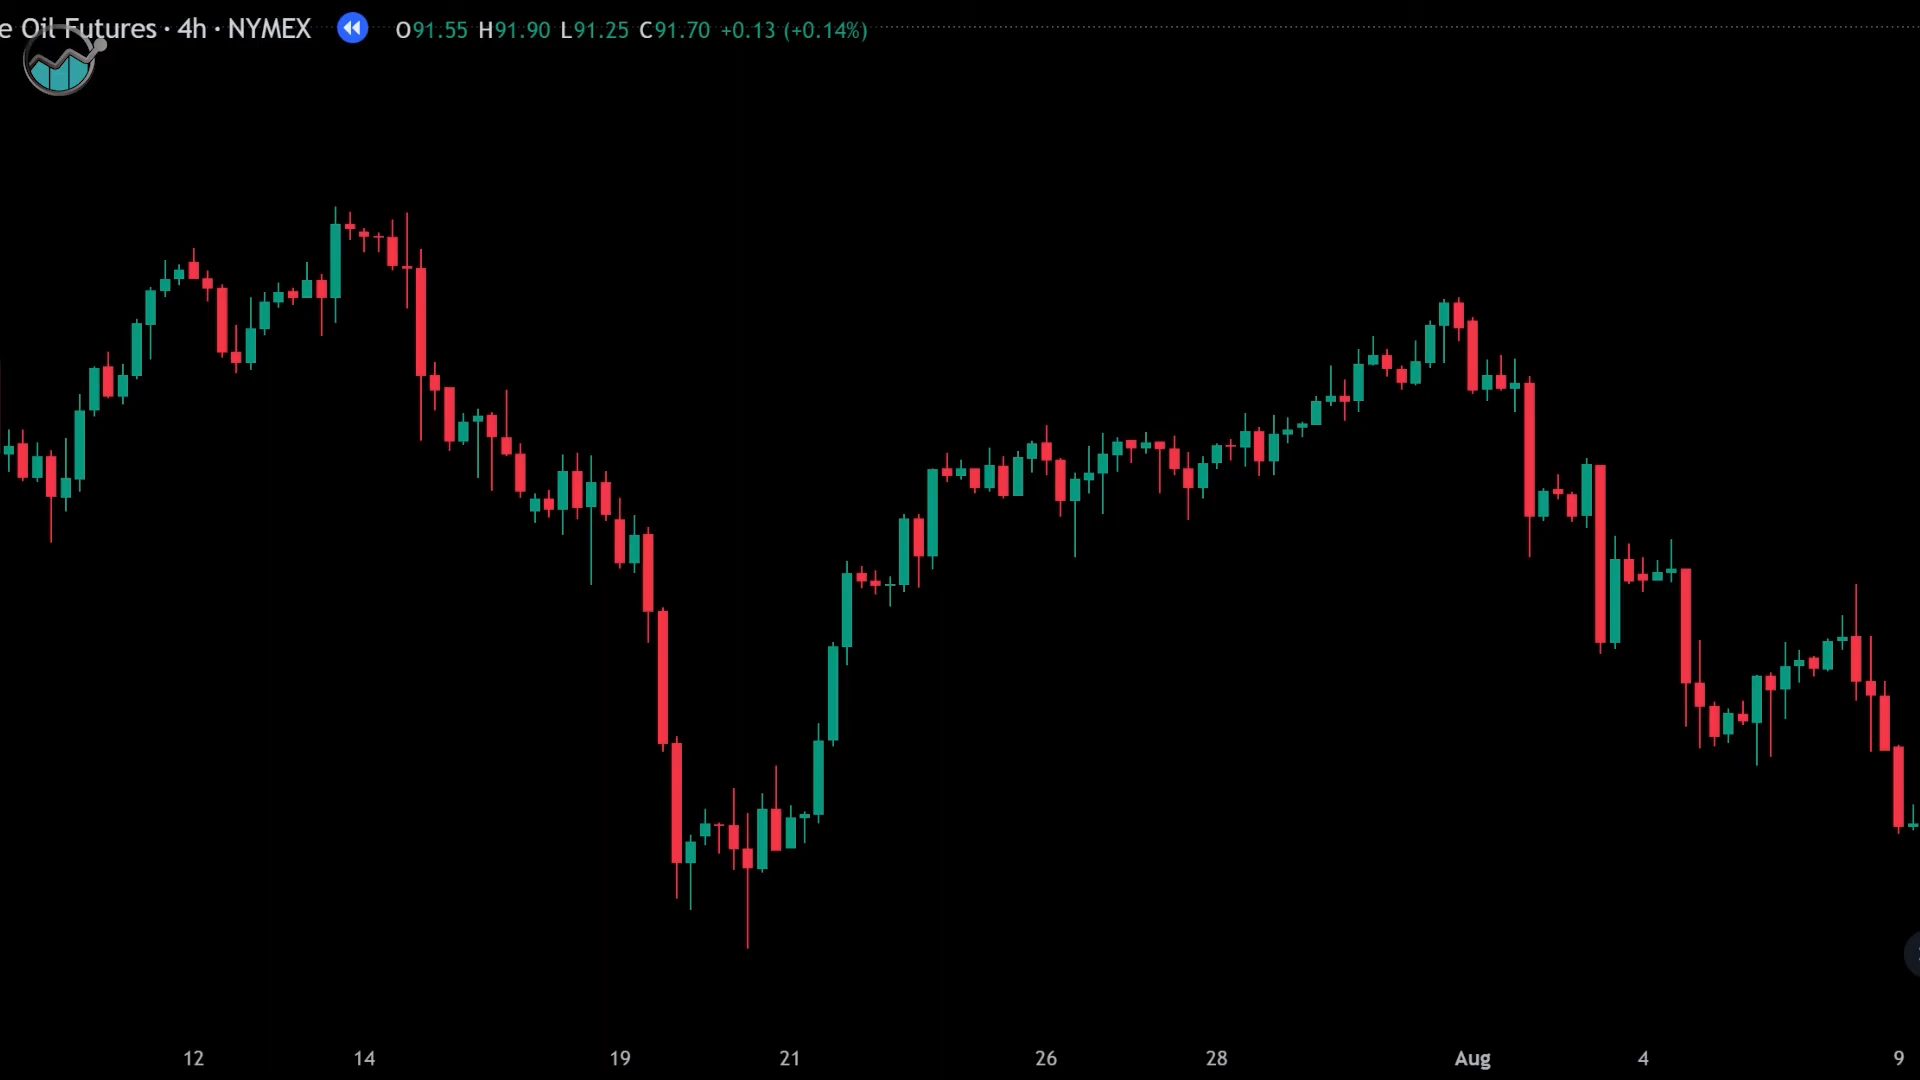 e Oil Futures · 4h · NYMEX O91.55 H91.90 L91.25 C91.70 +0.13 (+0.14%)
12 14 19 21 26 28 Aug 4 9